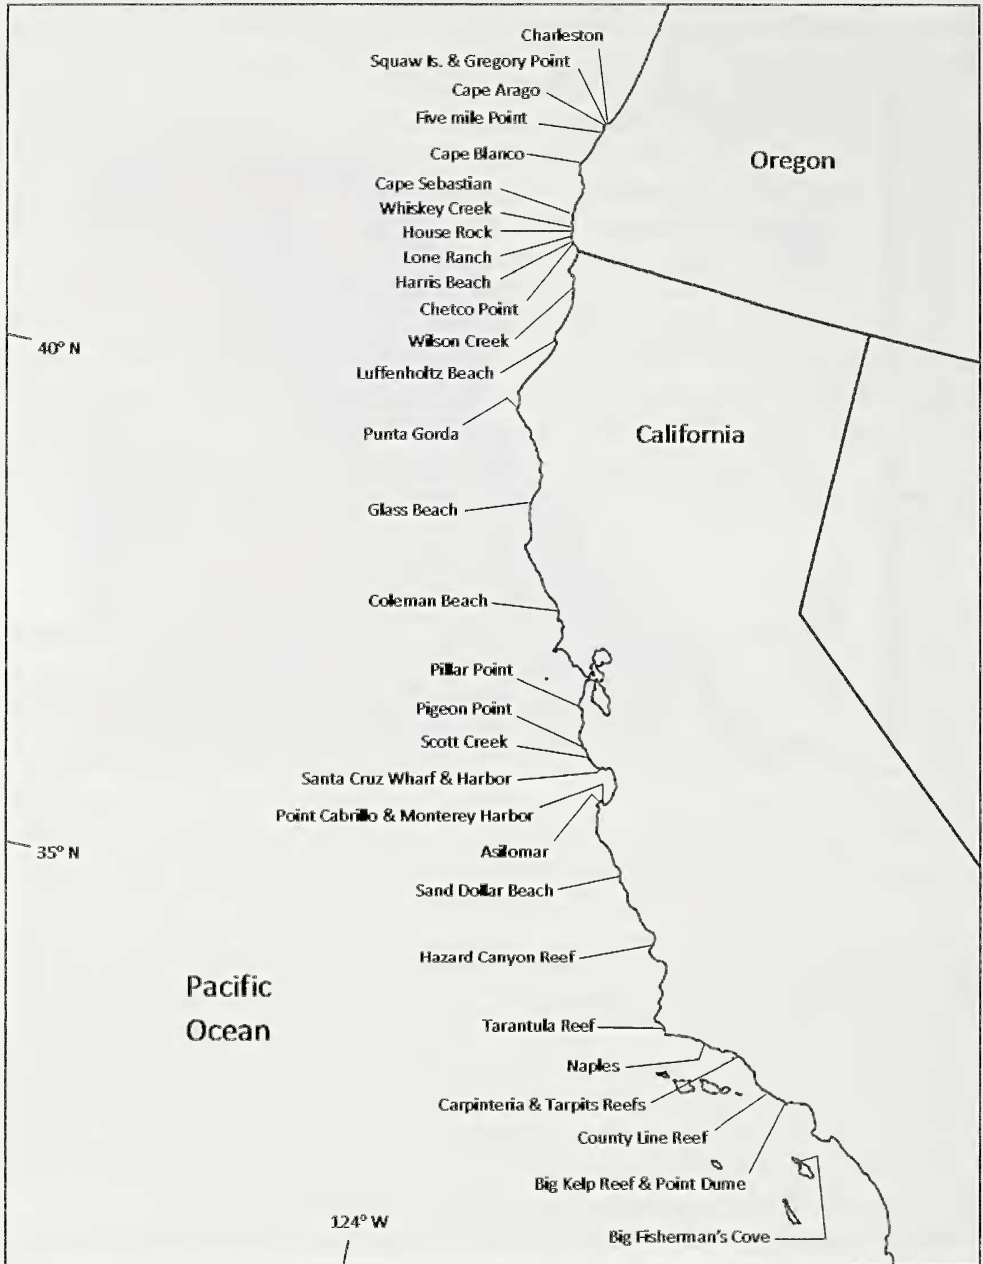 Charleston
Squaw Is. & Gregory Point
Cape Arago
Five mile Point
Cape Blanco
Oregon
Cape Sebastian
Whiskey Creek
House Rock
Lone Ranch
Harris Beach
Chetco Point
Wilson Creek
40° N
Luffenholtz Beach
Punta Gorda
California
Glass Beach
Coleman Beach
Pillar Point
Pigeon Point
Scott Creek
Santa Cruz Wharf & Harbor
Point Cabrillo & Monterey Harbor
35° N
Asilomar
Sand Dollar Beach
Hazard Canyon Reef
Pacific
Ocean
Tarantula Reef
Naples
Carpinteria & Tarpits Reefs
County Line Reef
Big Kelp Reef & Point Dume
124° W
Big Fisherman's Cove